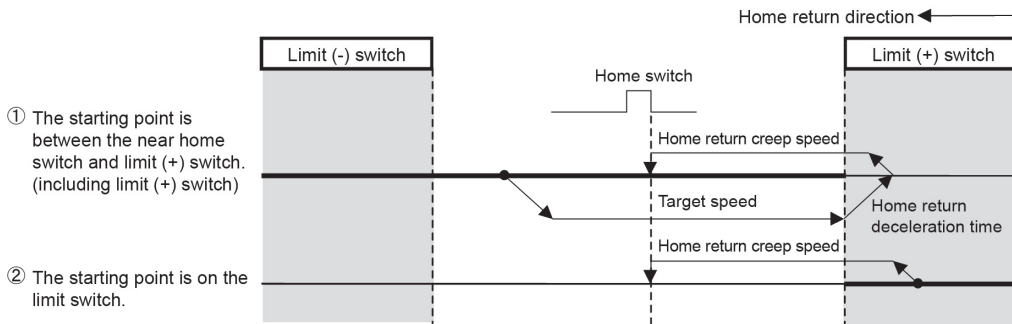 Home return direction
Limit (-) switch
Limit (+) switch
Home switch
① The starting point is
between the near home
switch and limit (+) switch.
(including limit (+) switch)
Home return creep speed
Target speed
Home return
deceleration time
Home return creep speed
② The starting point is on the
limit switch.